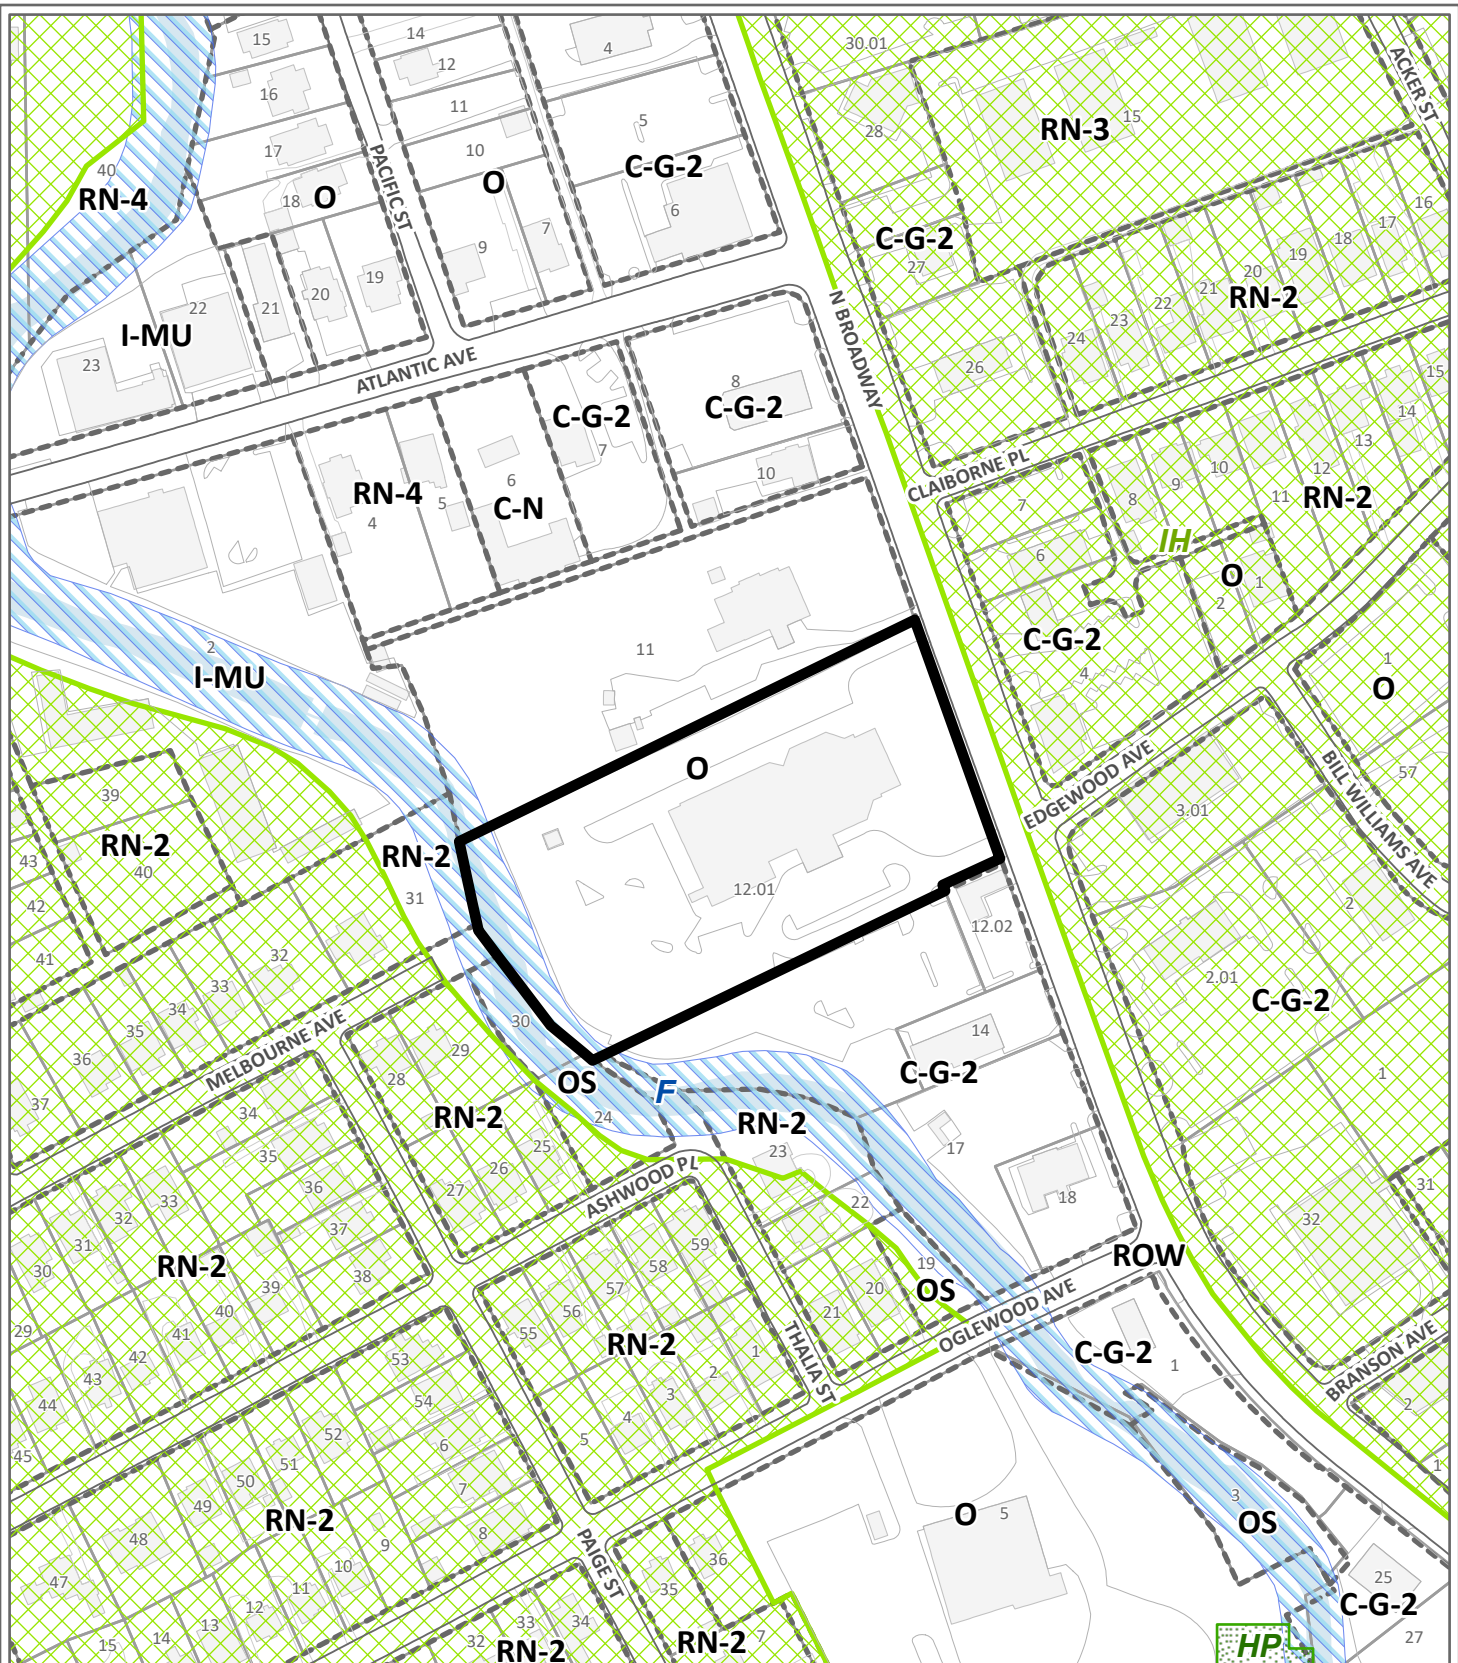 15
14
12
4
30.01
ACKER ST
16
11
5
28
RN-3
15
17
PACIFIC ST
10
C-G-2
40
RN-4
18
O
O
6
16
17
9
7
C-G-2
27
18
19
20
21
22
23
24
RN-2
19
20
21
22
I-MU
23
N BROADWAY
ATLANTIC AVE
26
15
8
C-G-2
C-G-2
7
14
13
12
10
CLAIBORNE PL
10
9
8
11
RN-2
6
C-N
RN-4
5
4
7
6
IH
O
1
2
C-G-2
4
2
I-MU
11
1
O
O
BILL WILLIAMS AVE
57
EDGEWOOD AVE
3.01
39
RN-2
40
43
42
41
RN-2
31
12.01
12.02
2
2.01
C-G-2
32
33
34
35
36
37
MELBOURNE AVE
30
14
C-G-2
29
28
OS
F
24
RN-2
23
1
34
35
36
37
38
RN-2
25
26
27
17
18
31
32
33
32
31
30
29
RN-2
39
40
41
42
43
44
45
ASHWOOD PL
22
19
OS
20
21
ROW
OGLEWOOD AVE
59
58
57
56
55
RN-2
1
2
3
4
5
THALIA ST
C-G-2
1
BRANSON AVE
2
1
53
54
52
51
50
49
48
47
RN-2
6
7
8
9
10
11
12
13
14
15
PAIGE ST
O
5
3
OS
36
35
34
33
32
RN-2
RN-2
7
25
C-G-2
27
HP